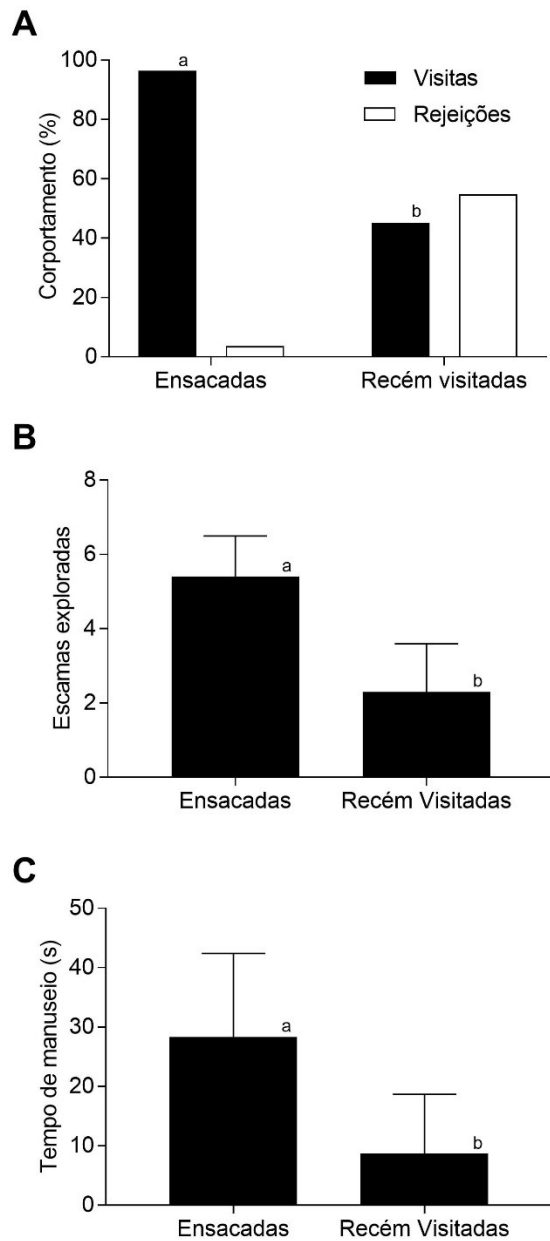 A
Corportamento (%)
100
80
60
40
20
0
a
b
Visitas
Rejeições
Ensacadas
Recém visitadas
B
Escamas exploradas
8
6
4
2
0
a
b
Ensacadas
Recém Visitadas
C
Tempo de manuseio (s)
50
40
30
20
10
0
a
b
Ensacadas
Recém Visitadas